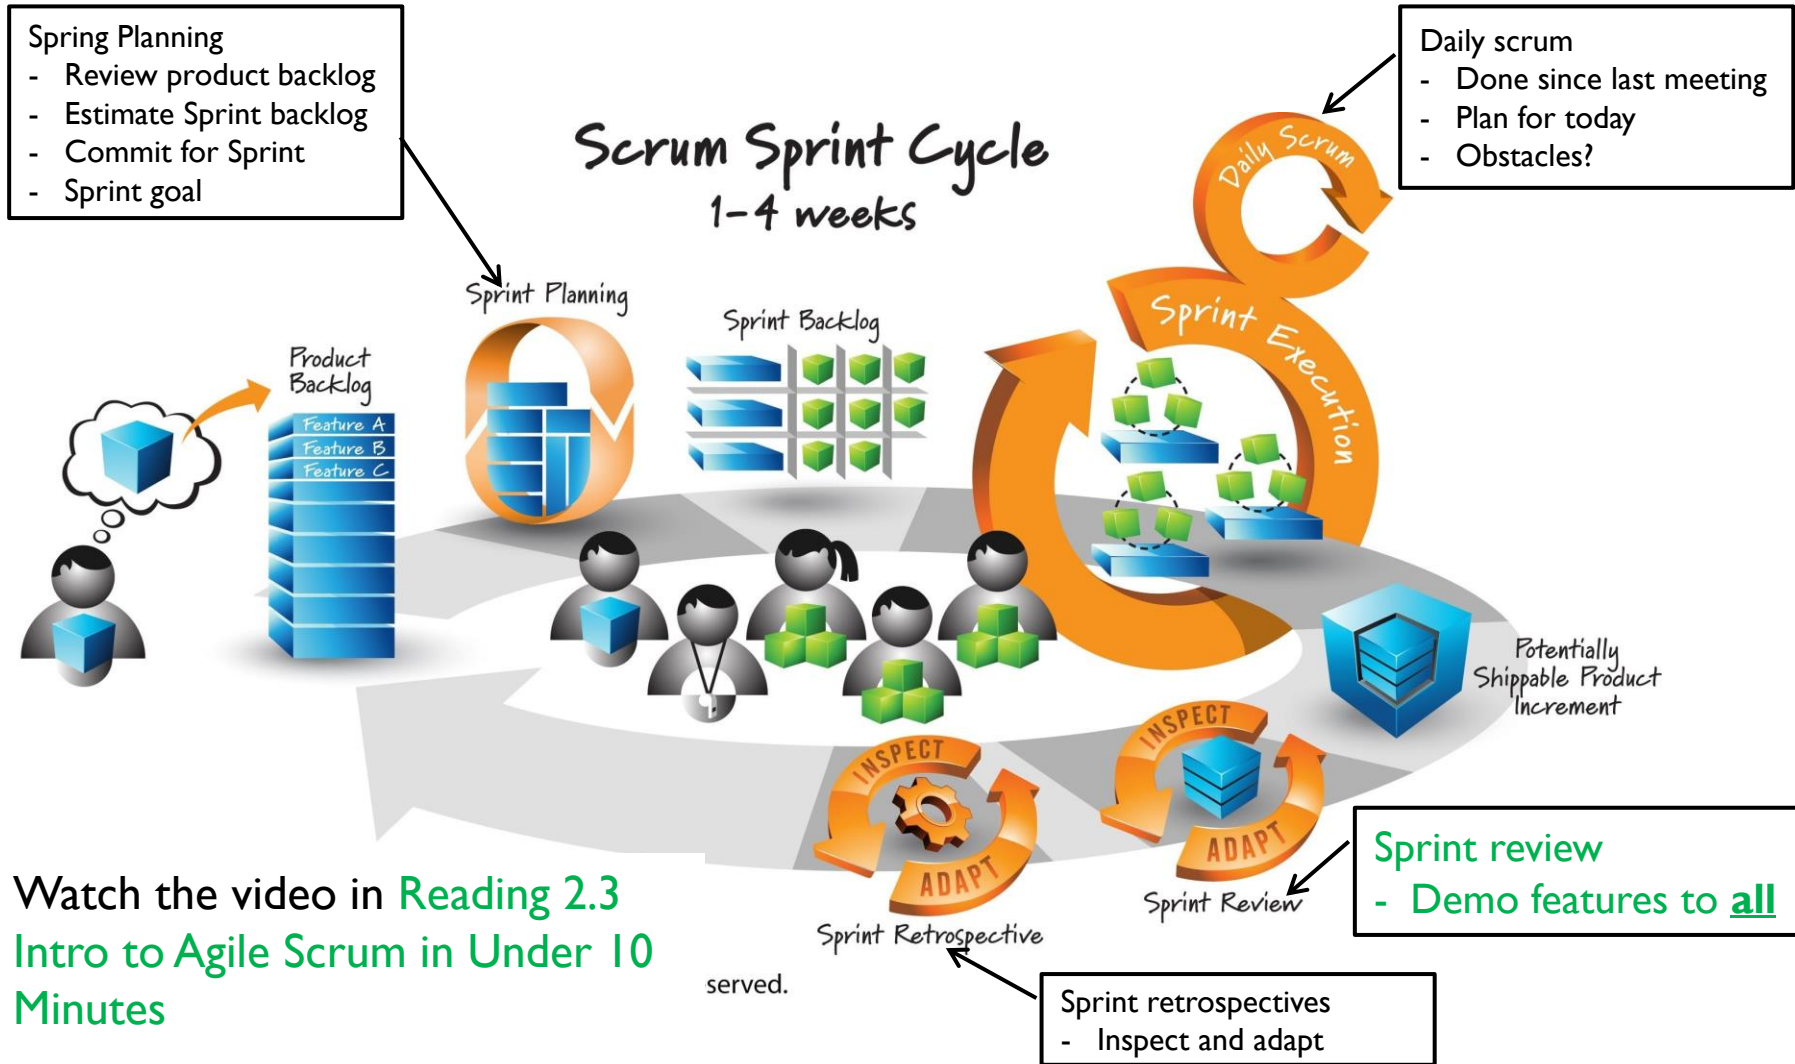 Spring Planning
- Review product backlog
- Estimate Sprint backlog
- Commit for Sprint
- Sprint goal
Daily scrum
- Done since last meeting
- Plan for today
- Obstacles?
Scrum Sprint Cycle
1-4 weeks
Daily Scrum
Sprint Planning
Sprint Backlog
Sprint Execution
Product
Backlog
Feature A
Feature B
Feature C
Potentially
Shippable Product
Increment
INSPECT
ADAPT
Sprint Review
INSPECT
ADAPT
Sprint Retrospective
Sprint review
- Demo features to all
Watch the video in Reading 2.3
Intro to Agile Scrum in Under 10
Minutes
served.
Sprint retrospectives
- Inspect and adapt